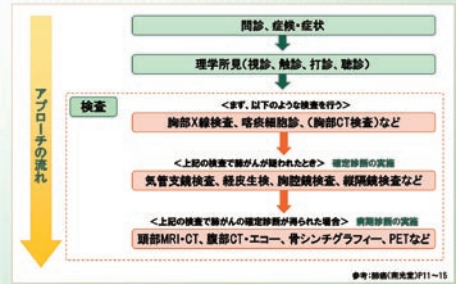 アプローチの流れ
問診、症候・症状
理学所見(視診、触診、打診、聴診)
検査
<まず、以下のような検査を行う>
胸部X線検査、喀痰細胞診、(胸部CT検査)など
<上記の検査で肺がんが疑われたとき> 確定診断の実施
気管支鏡検査、経皮生検、胸腔鏡検査、縦隔鏡検査など
<上記の検査で肺がんの確定診断が得られた場合> 病期診断の実施
頭部MRI・CT、腹部CT・エコー、骨シンチグラフィー、PETなど
参考:肺癌(南光堂)P11~15